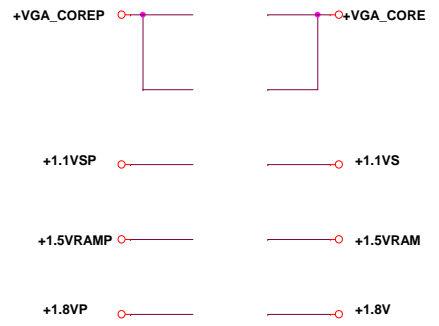 +VGA_COREP +VGA_CORE
+1.1VSP +1.1VS
+1.5VRAMP +1.5VRAM
+1.8VP +1.8V